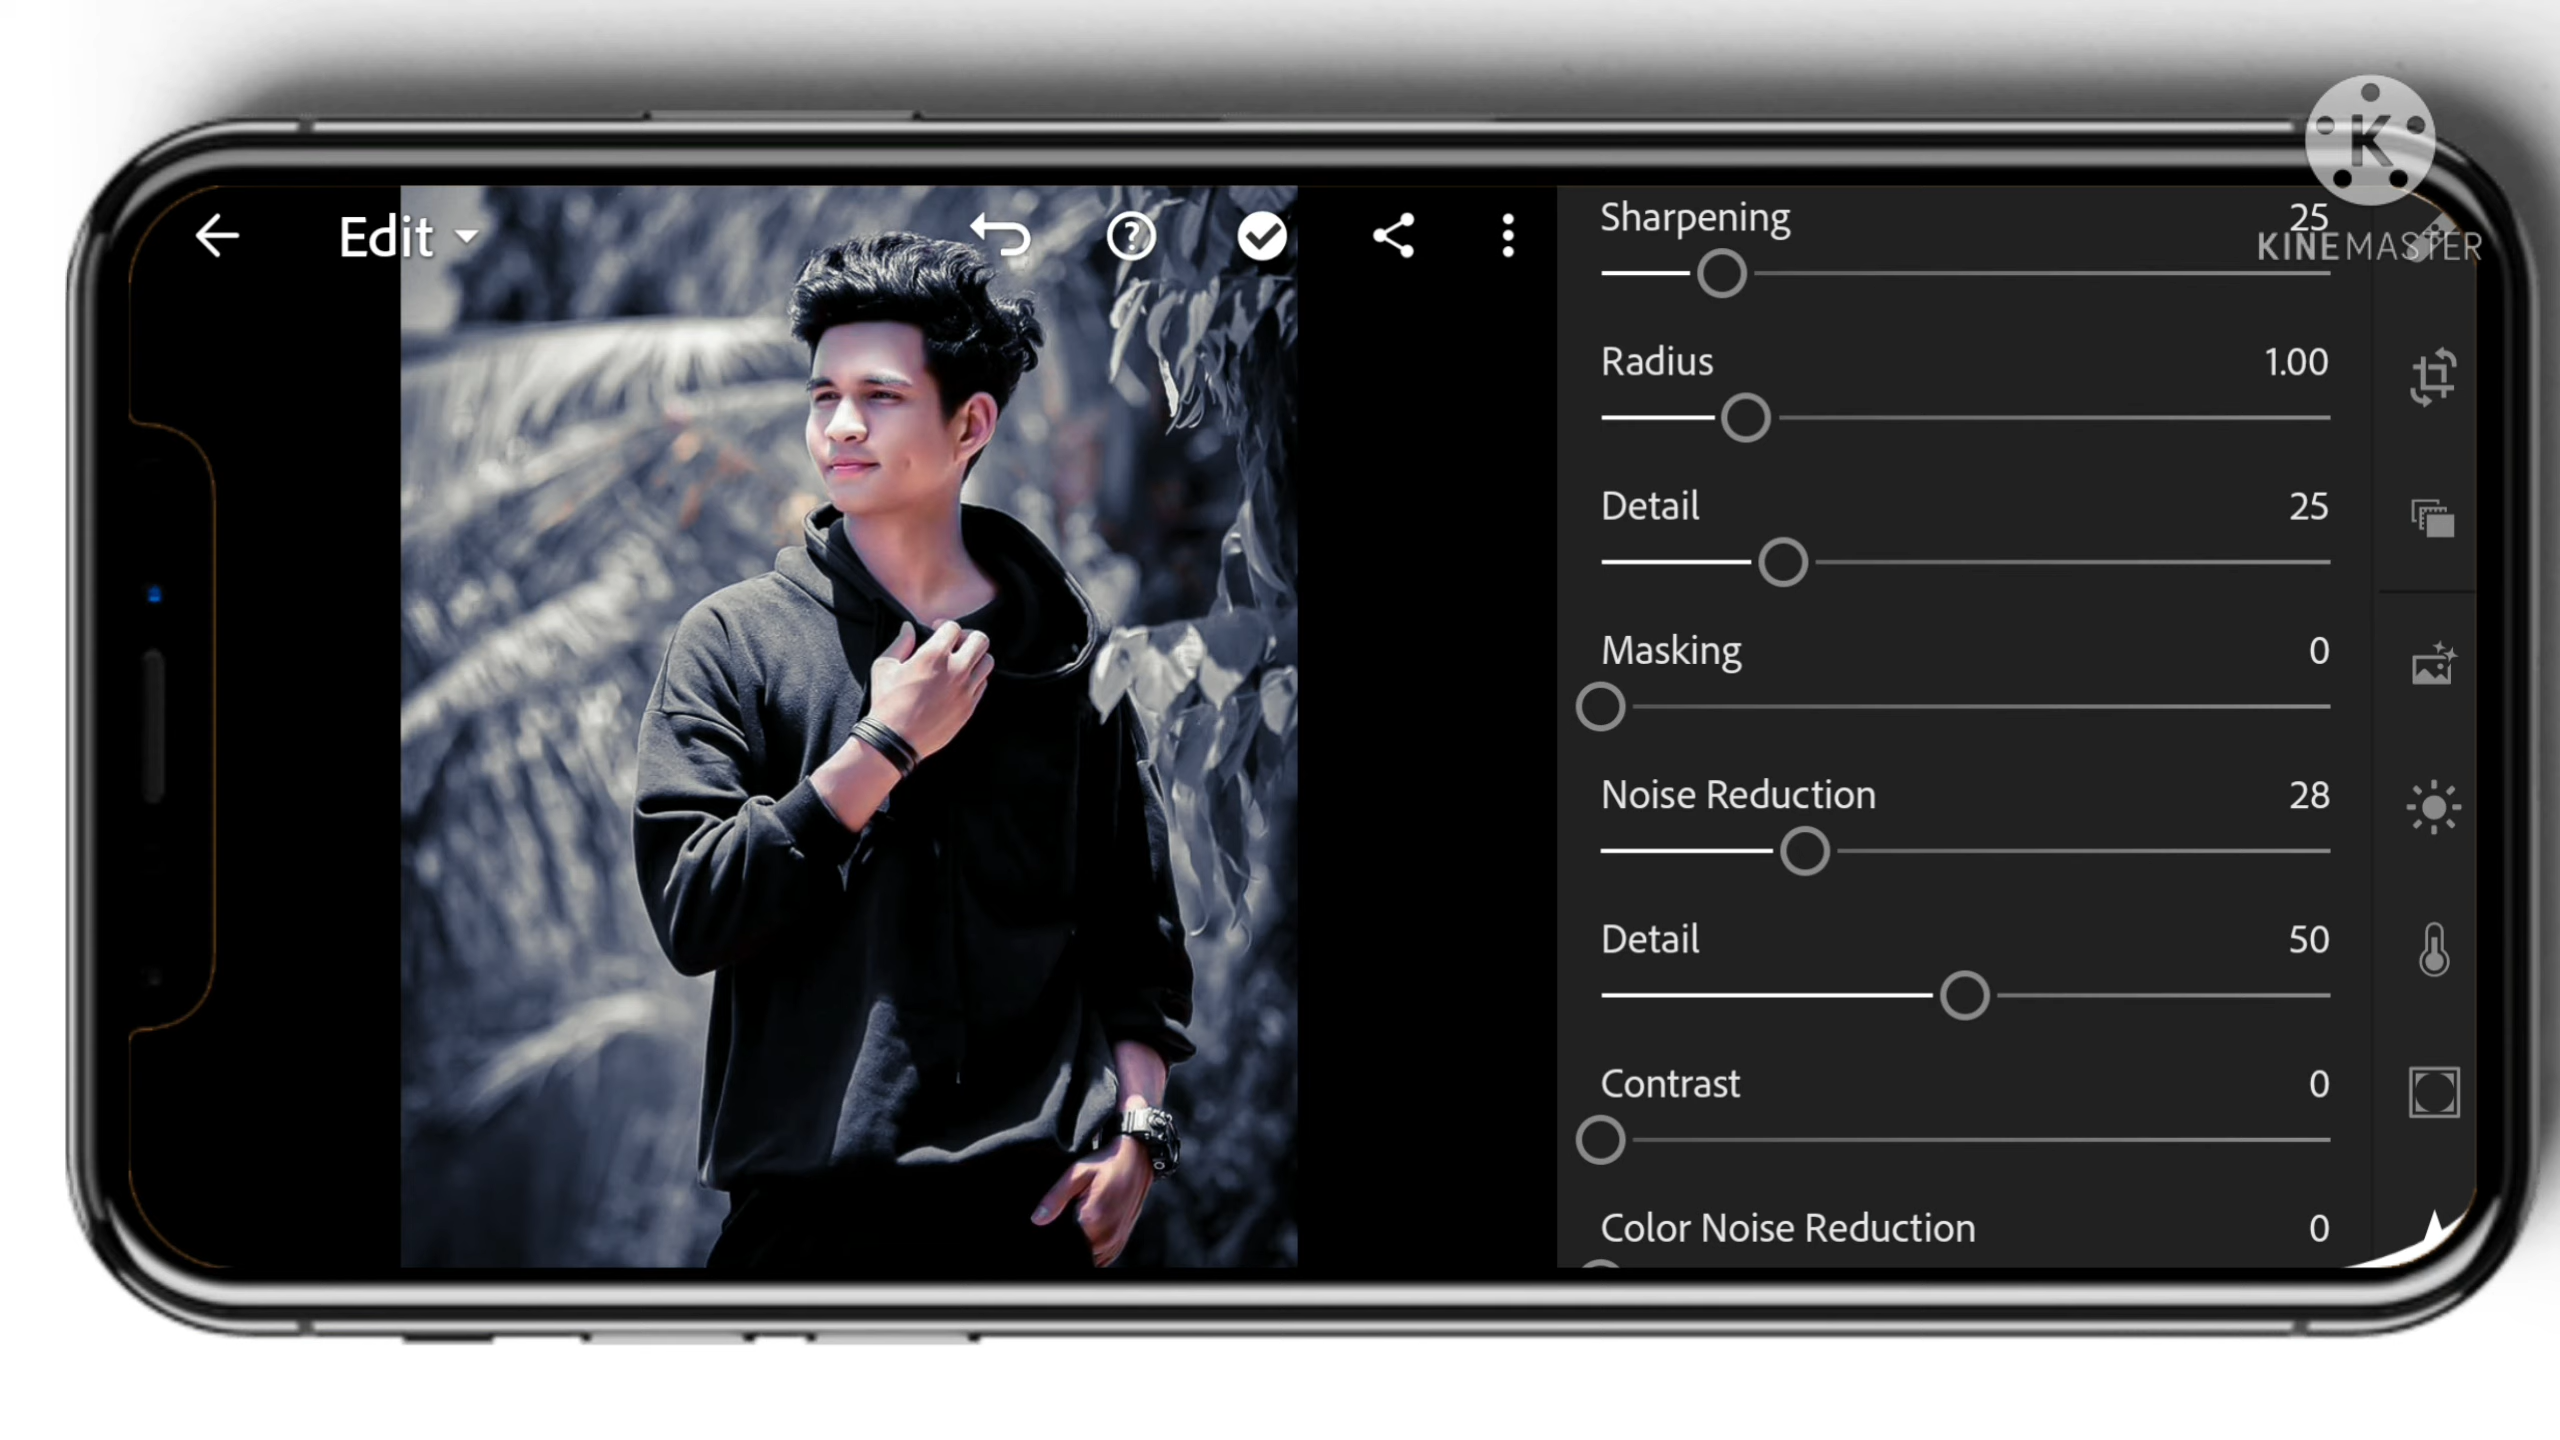 Edit
Sharpening 25
Radius 1.00
Detail 25
Masking 0
Noise Reduction 28
Detail 50
Contrast 0
Color Noise Reduction 0
K
KINEMASTER